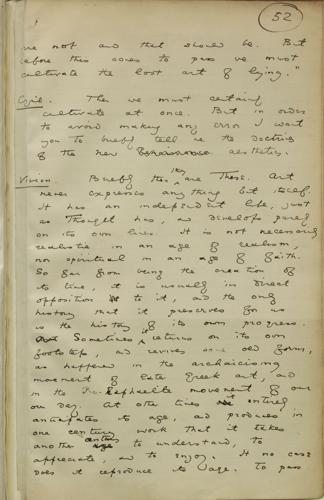 52
are not and that should be. But
before this comes to pass we must
cultivate the lost art of lying."
Cyril. Then we must certainly
cultivate at once. But in order
to avoid making any error I want
you to briefly tell me the doctrines
of the new aesthetics.
Vivian. Briefly then they are These. Art
never expresses anything but itself.
It has an independent life, just
as Thought has, and develops purely
on its own lines. It is not necessarily
realistic in an age of realism,
nor spiritual in an age of faith.
So far from being the creation of
its time, it is usually in direct
opposition to it, and the only
history that it preserves for us
is the history of its own progress.
Sometimes it returns on its own
footsteps, and revives some old form,
as happened in the archaicising
movement of late Greek art, and
in the Pre-Raphaelite movement of our
own day. At other times it entirely
anticipates its age, and produces in
one century work that it takes
another century to understand, to
appreciate, and to enjoy. In no case
does it reproduce its age. To pass